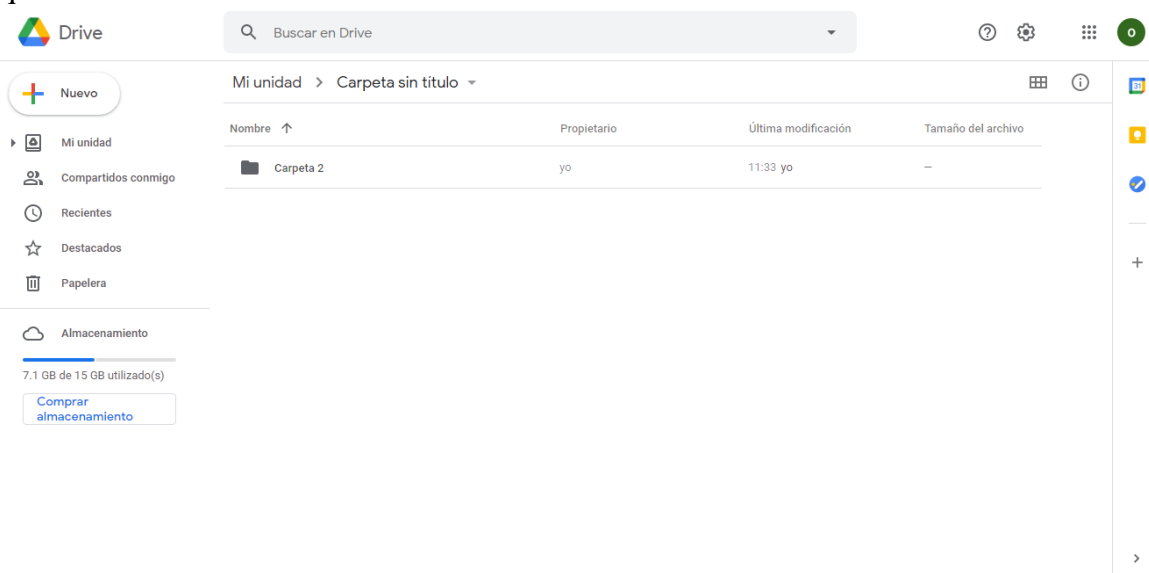 Drive
Buscar en Drive
O
Nuevo
Mi unidad > Carpeta sin título
31
Nombre ↑ Propietario Última modificación Tamaño del archivo
Mi unidad
Carpeta 2 yo 11:33 yo —
Compartidos conmigo
Recientes
Destacados
Papelera
Almacenamiento
7.1 GB de 15 GB utilizado(s)
Comprar
almacenamiento